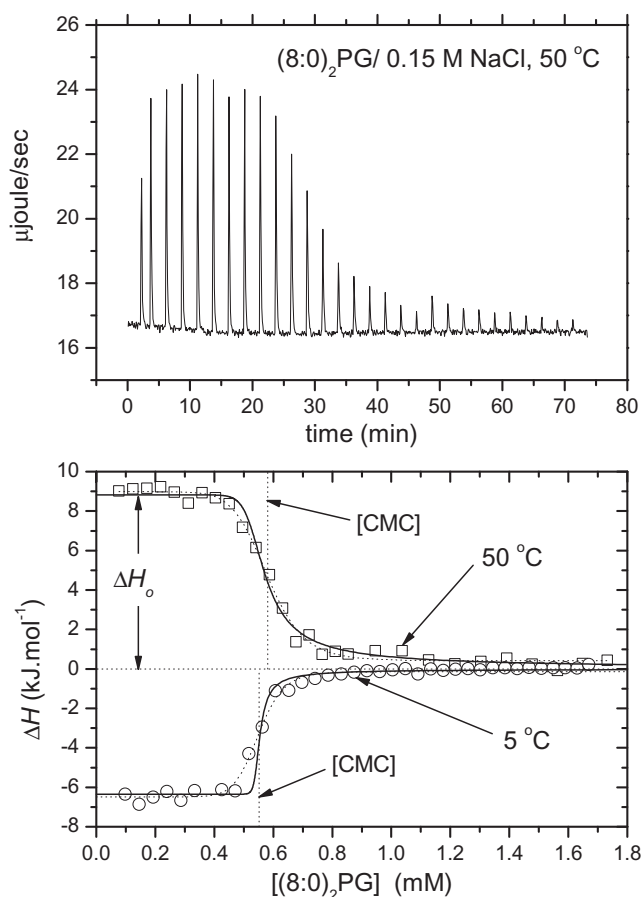 (8:0)₂PG/ 0.15 M NaCl, 50 °C
26
24
22
20
18
16
μjoule/sec
0 10 20 30 40 50 60 70 80
time (min)
10
8
6
4
2
0
-2
-4
-6
-8
ΔH (kJ.mol⁻¹)
[CMC]
50 °C
ΔHₒ
5 °C
[CMC]
0.0 0.2 0.4 0.6 0.8 1.0 1.2 1.4 1.6 1.8
[(8:0)₂PG] (mM)